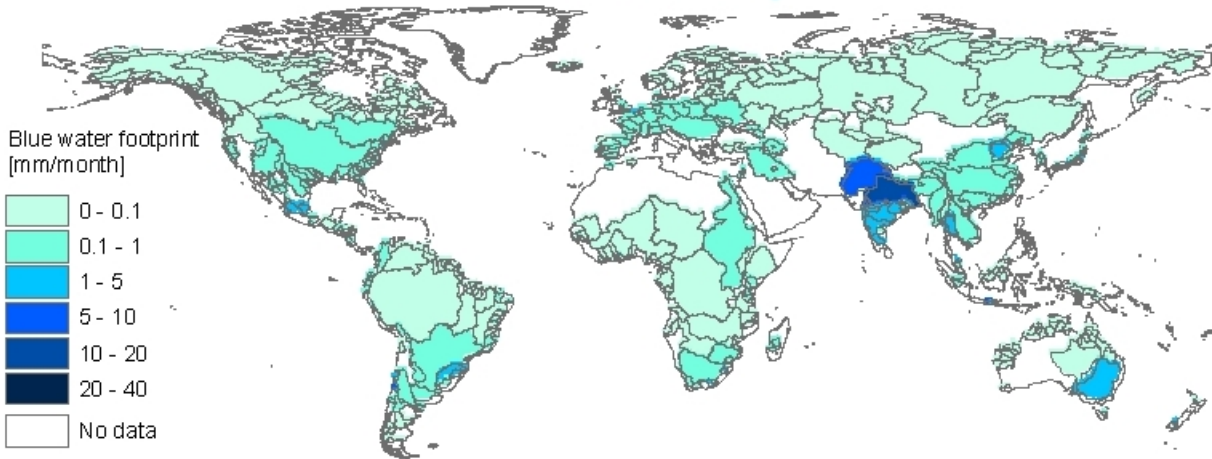 Blue water footprint
[mm/month]
0 - 0.1
0.1 - 1
1 - 5
5 - 10
10 - 20
20 - 40
No data